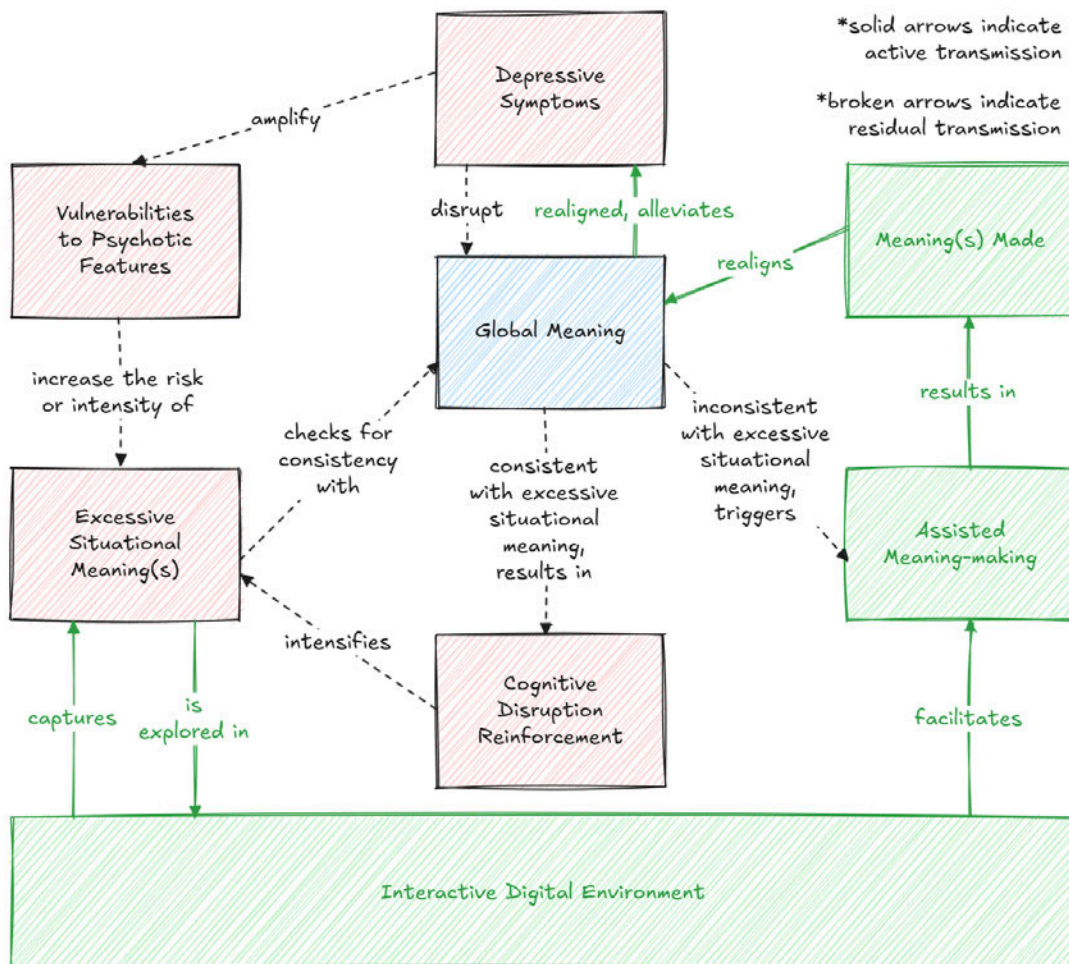 *solid arrows indicate
active transmission
*broken arrows indicate
residual transmission
Depressive
Symptoms
amplify
Vulnerabilities
to Psychotic
Features
disrupt
realigned, alleviates
Meaning(s) Made
realigns
Global Meaning
increase the risk
or intensity of
checks for
consistency
with
consistent
with excessive
situational
meaning,
results in
inconsistent
with excessive
situational
meaning,
triggers
results in
Excessive
Situational
Meaning(s)
Assisted
Meaning-making
intensifies
Cognitive
Disruption
Reinforcement
captures
is
explored in
facilitates
Interactive Digital Environment